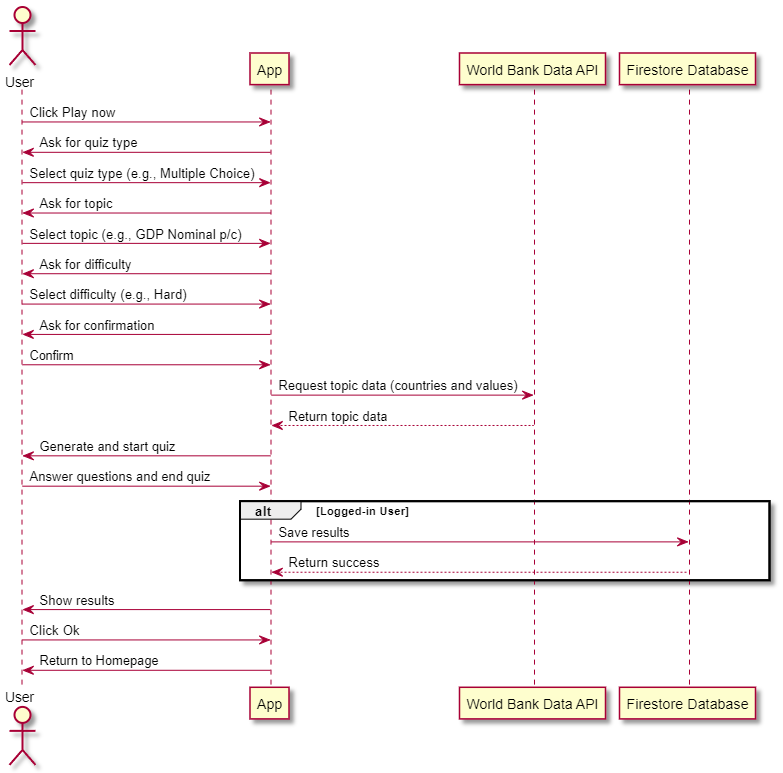 User
App
World Bank Data API
Firestore Database
Click Play now
Ask for quiz type
Select quiz type (e.g., Multiple Choice)
Ask for topic
Select topic (e.g., GDP Nominal p/c)
Ask for difficulty
Select difficulty (e.g., Hard)
Ask for confirmation
Confirm
Request topic data (countries and values)
Return topic data
Generate and start quiz
Answer questions and end quiz
alt [Logged-in User]
Save results
Return success
Show results
Click Ok
Return to Homepage
User
App
World Bank Data API
Firestore Database